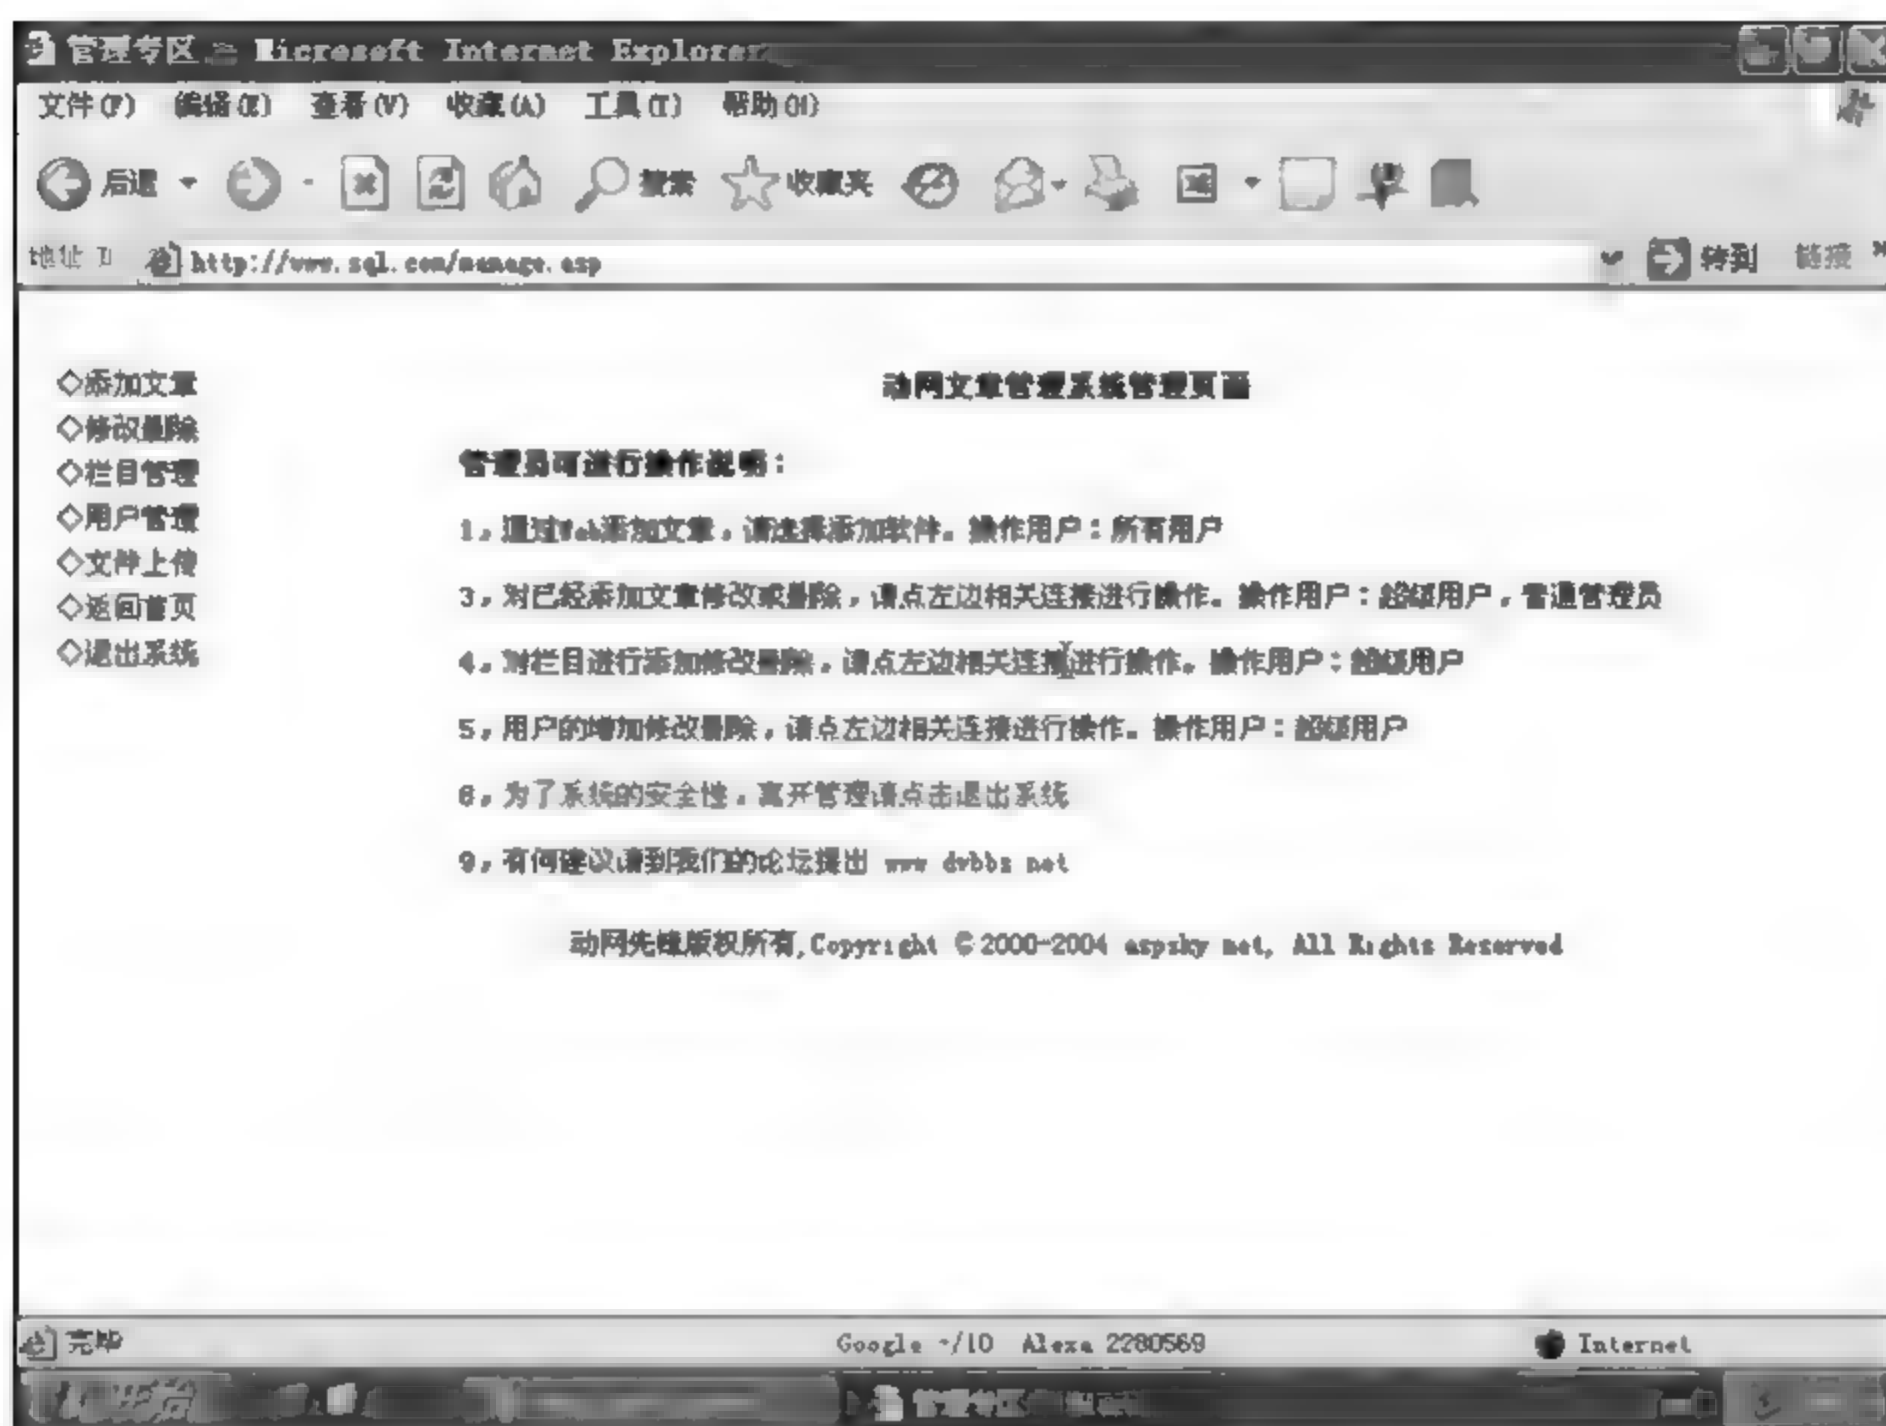 管理专区 - Microsoft Internet Explorer
文件(F) 编辑(E) 查看(V) 收藏(A) 工具(T) 帮助(H)
后退 搜索 收藏夹
地址 http://www.sql.com/manage.asp 转到 链接 »
◇添加文章
◇修改删除
◇栏目管理
◇用户管理
◇文件上传
◇返回首页
◇退出系统
动网文章管理系统管理页面
管理员可进行操作说明：
1，通过Web添加文章，请选择添加软件。操作用户：所有用户
3，对已经添加文章修改或删除，请点左边相关连接进行操作。操作用户：超级用户，普通管理员
4，对栏目进行添加修改删除，请点左边相关连接进行操作。操作用户：超级用户
5，用户的增加修改删除，请点左边相关连接进行操作。操作用户：超级用户
6，为了系统的安全性，离开管理请点击退出系统
9，有何建议请到我们的论坛提出 www dvbbs net
动网先锋版权所有,Copyright © 2000-2004 aspsky net, All Rights Reserved
完毕 Google -/10 Alexa 2280569 Internet